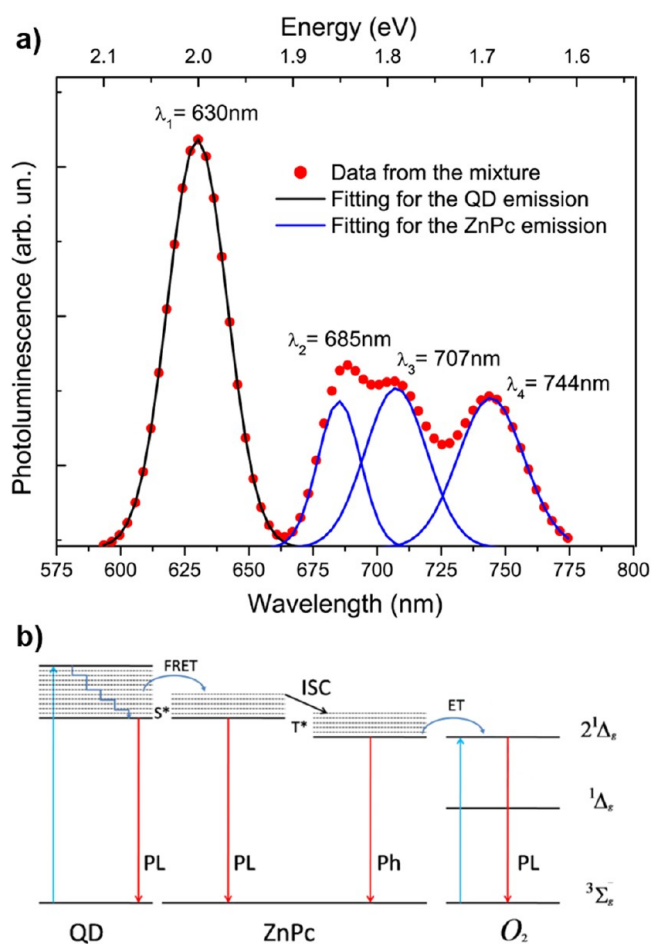 a)
Energy (eV)
2.1 2.0 1.9 1.8 1.7 1.6
λ₁= 630nm
Data from the mixture
Fitting for the QD emission
Fitting for the ZnPc emission
λ₂ = 685nm
λ₃ = 707nm
λ₄ = 744nm
Photoluminescence (arb. un.)
575 600 625 650 675 700 725 750 775 800
Wavelength (nm)
b)
FRET
ISC
S*
T*
ET
2¹Δg
¹Δg
PL
PL
Ph
PL
³Σg⁻
QD
ZnPc
O₂